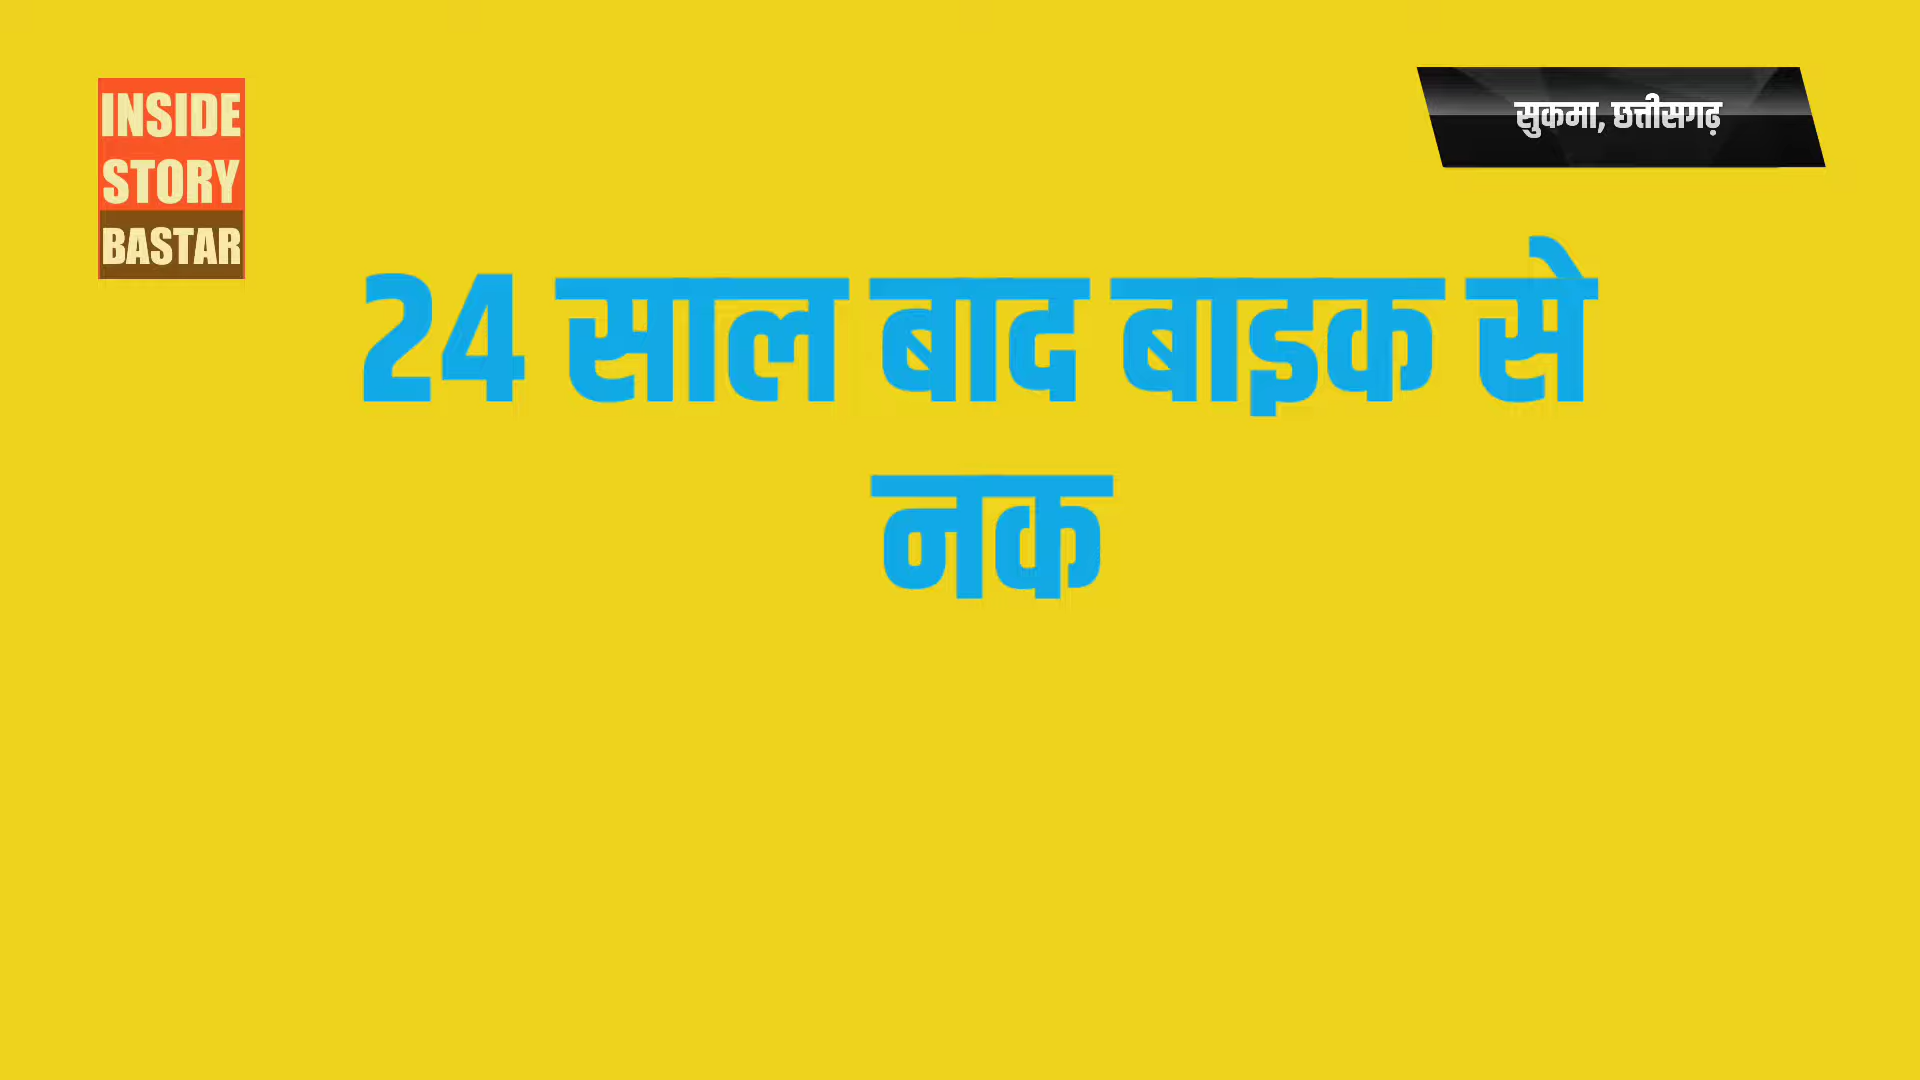 INSIDE
STORY
BASTAR
सुकमा, छत्तीसगढ़
24 साल बाद बाइक से
नक